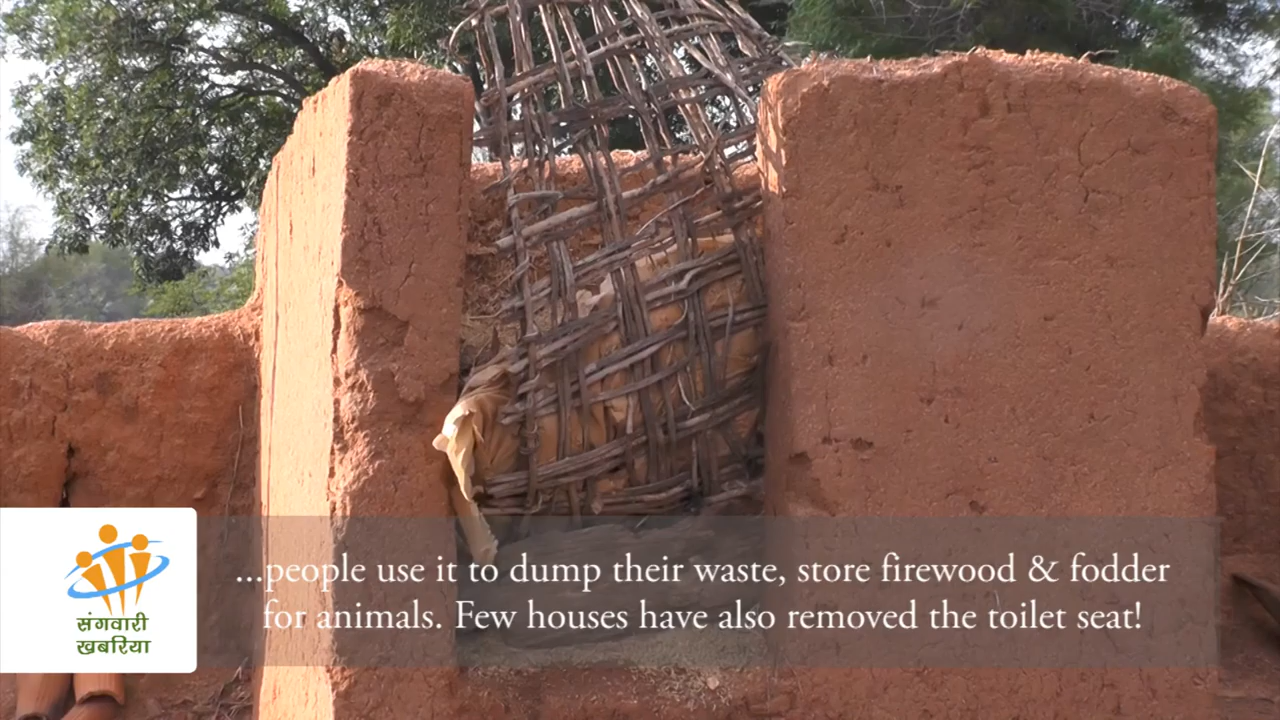 ...people use it to dump their waste, store firewood & fodder
for animals. Few houses have also removed the toilet seat!
संगवारी
खबरिया